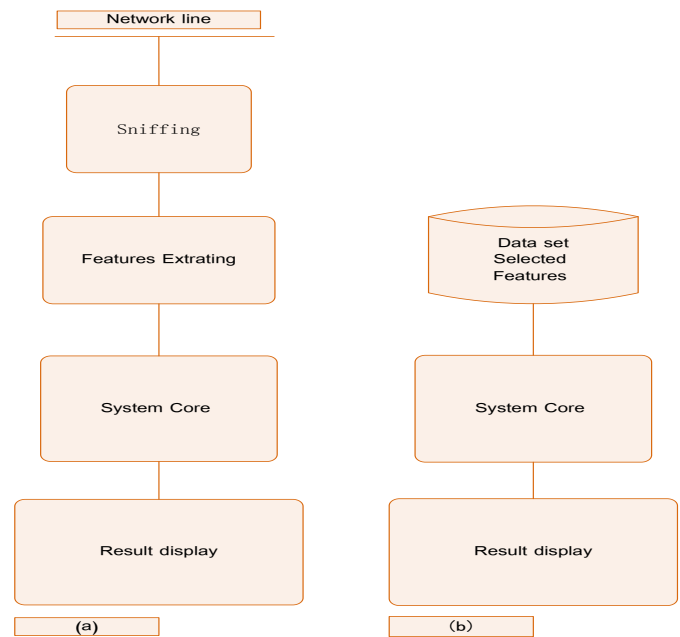 Network line
Sniffing
Features Extrating
System Core
Result display
(a)
Data set
Selected
Features
System Core
Result display
(b)